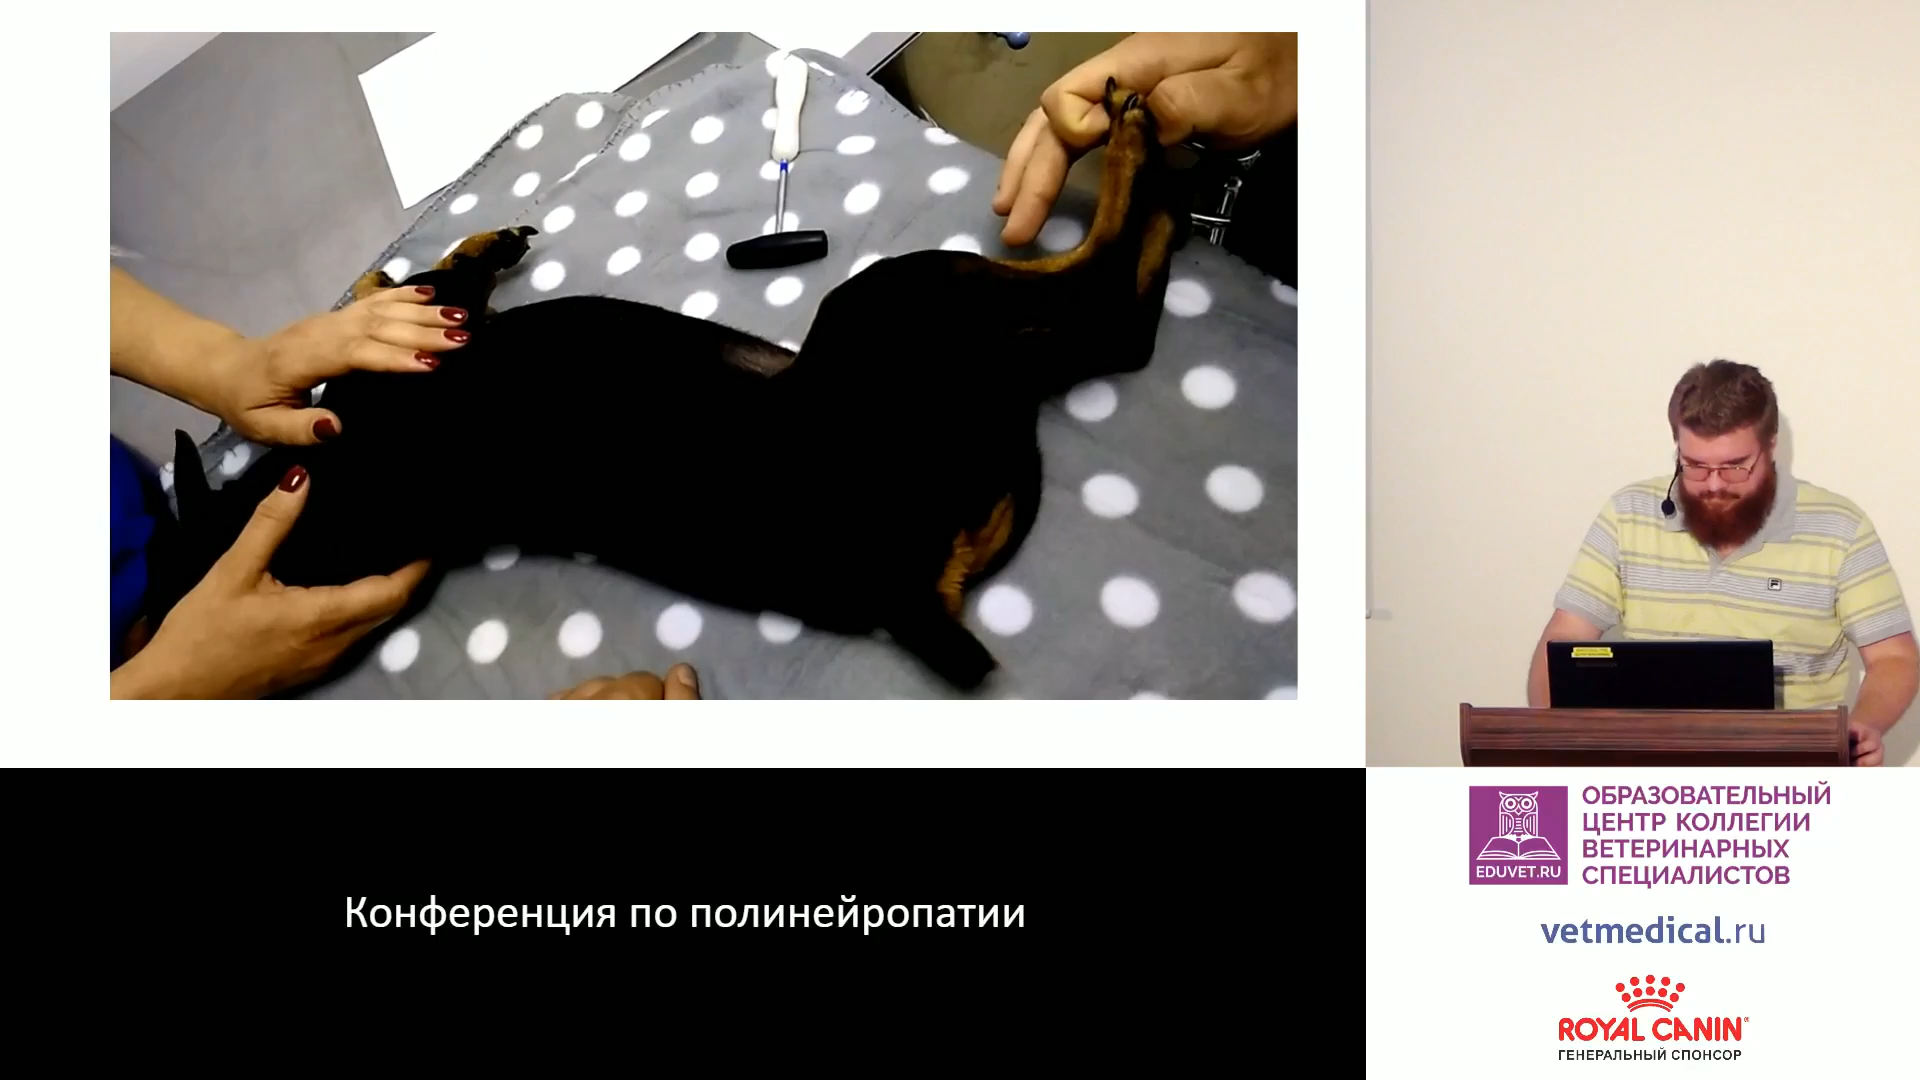 Конференция по полинейропатии
ОБРАЗОВАТЕЛЬНЫЙ
ЦЕНТР КОЛЛЕГИИ
ВЕТЕРИНАРНЫХ
СПЕЦИАЛИСТОВ
EDUVET.RU
vetmedical.ru
ROYAL CANIN
ГЕНЕРАЛЬНЫЙ СПОНСОР